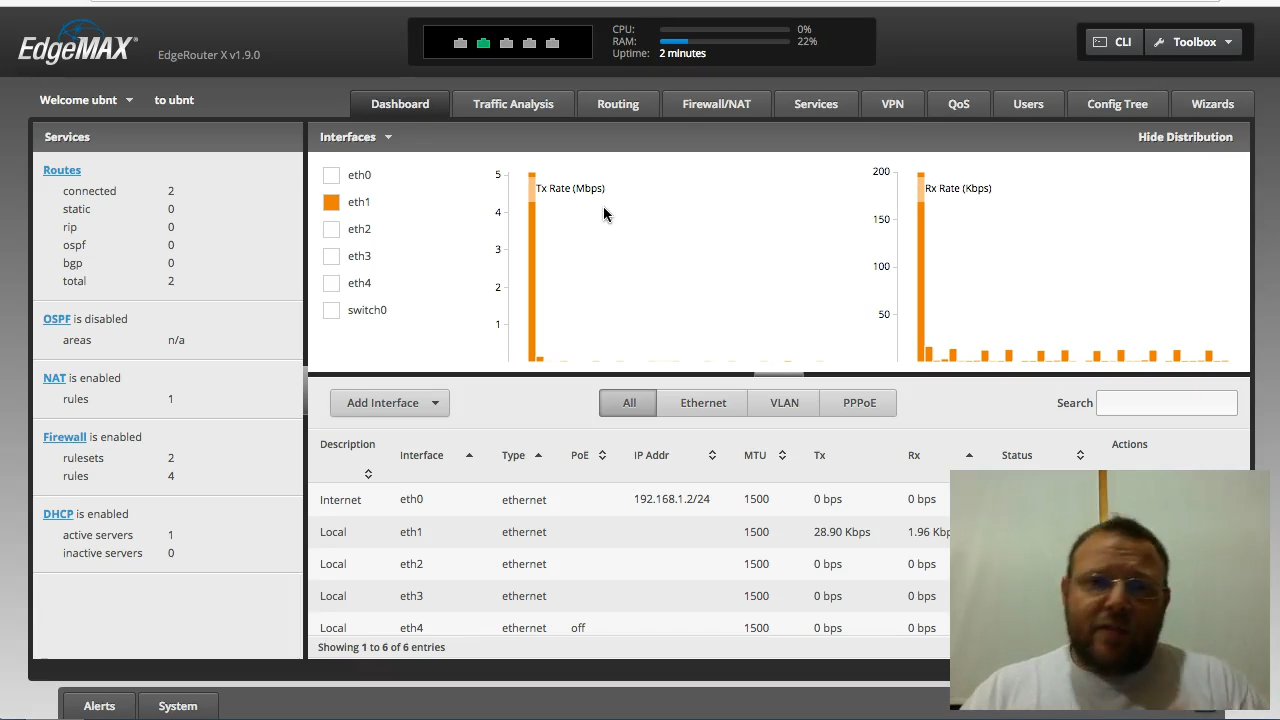 EdgeMAX
EdgeRouter X v1.9.0
CPU: 0%
RAM: 22%
Uptime: 2 minutes
CLI
Toolbox
Welcome ubnt to ubnt
Dashboard Traffic Analysis Routing Firewall/NAT Services VPN QoS Users Config Tree Wizards
Services
Routes
connected 2
static 0
rip 0
ospf 0
bgp 0
total 2
OSPF is disabled
areas n/a
NAT is enabled
rules 1
Firewall is enabled
rulesets 2
rules 4
DHCP is enabled
active servers 1
inactive servers 0
Interfaces Hide Distribution
eth0
eth1
eth2
eth3
eth4
switch0
Tx Rate (Mbps)
5
4
3
2
1
Rx Rate (Kbps)
200
150
100
50
Add Interface All Ethernet VLAN PPPoE Search
Description Interface Type PoE IP Addr MTU Tx Rx Status Actions
Internet eth0 ethernet 192.168.1.2/24 1500 0 bps 0 bps
Local eth1 ethernet 1500 28.90 Kbps 1.96
Local eth2 ethernet 1500 0 bps 0 bps
Local eth3 ethernet 1500 0 bps 0 bps
Local eth4 ethernet off 1500 0 bps 0 bps
Showing 1 to 6 of 6 entries
Alerts System